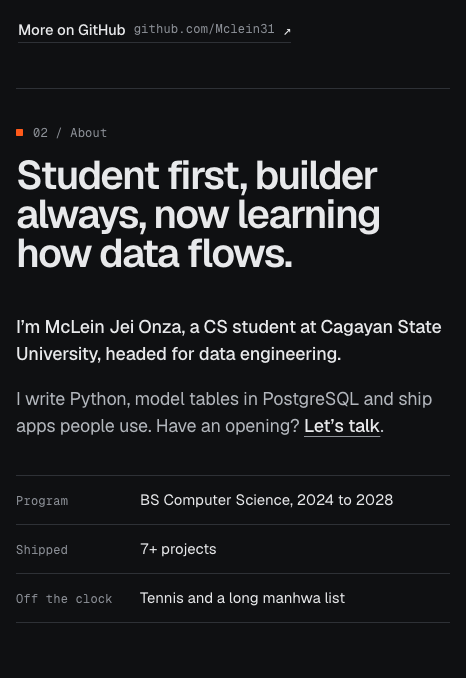 More on GitHub github.com/Mclein31 ↗
02 / About
Student first, builder
always, now learning
how data flows.
I’m McLein Jei Onza, a CS student at Cagayan State
University, headed for data engineering.
I write Python, model tables in PostgreSQL and ship
apps people use. Have an opening? Let’s talk.
Program BS Computer Science, 2024 to 2028
Shipped 7+ projects
Off the clock Tennis and a long manhwa list